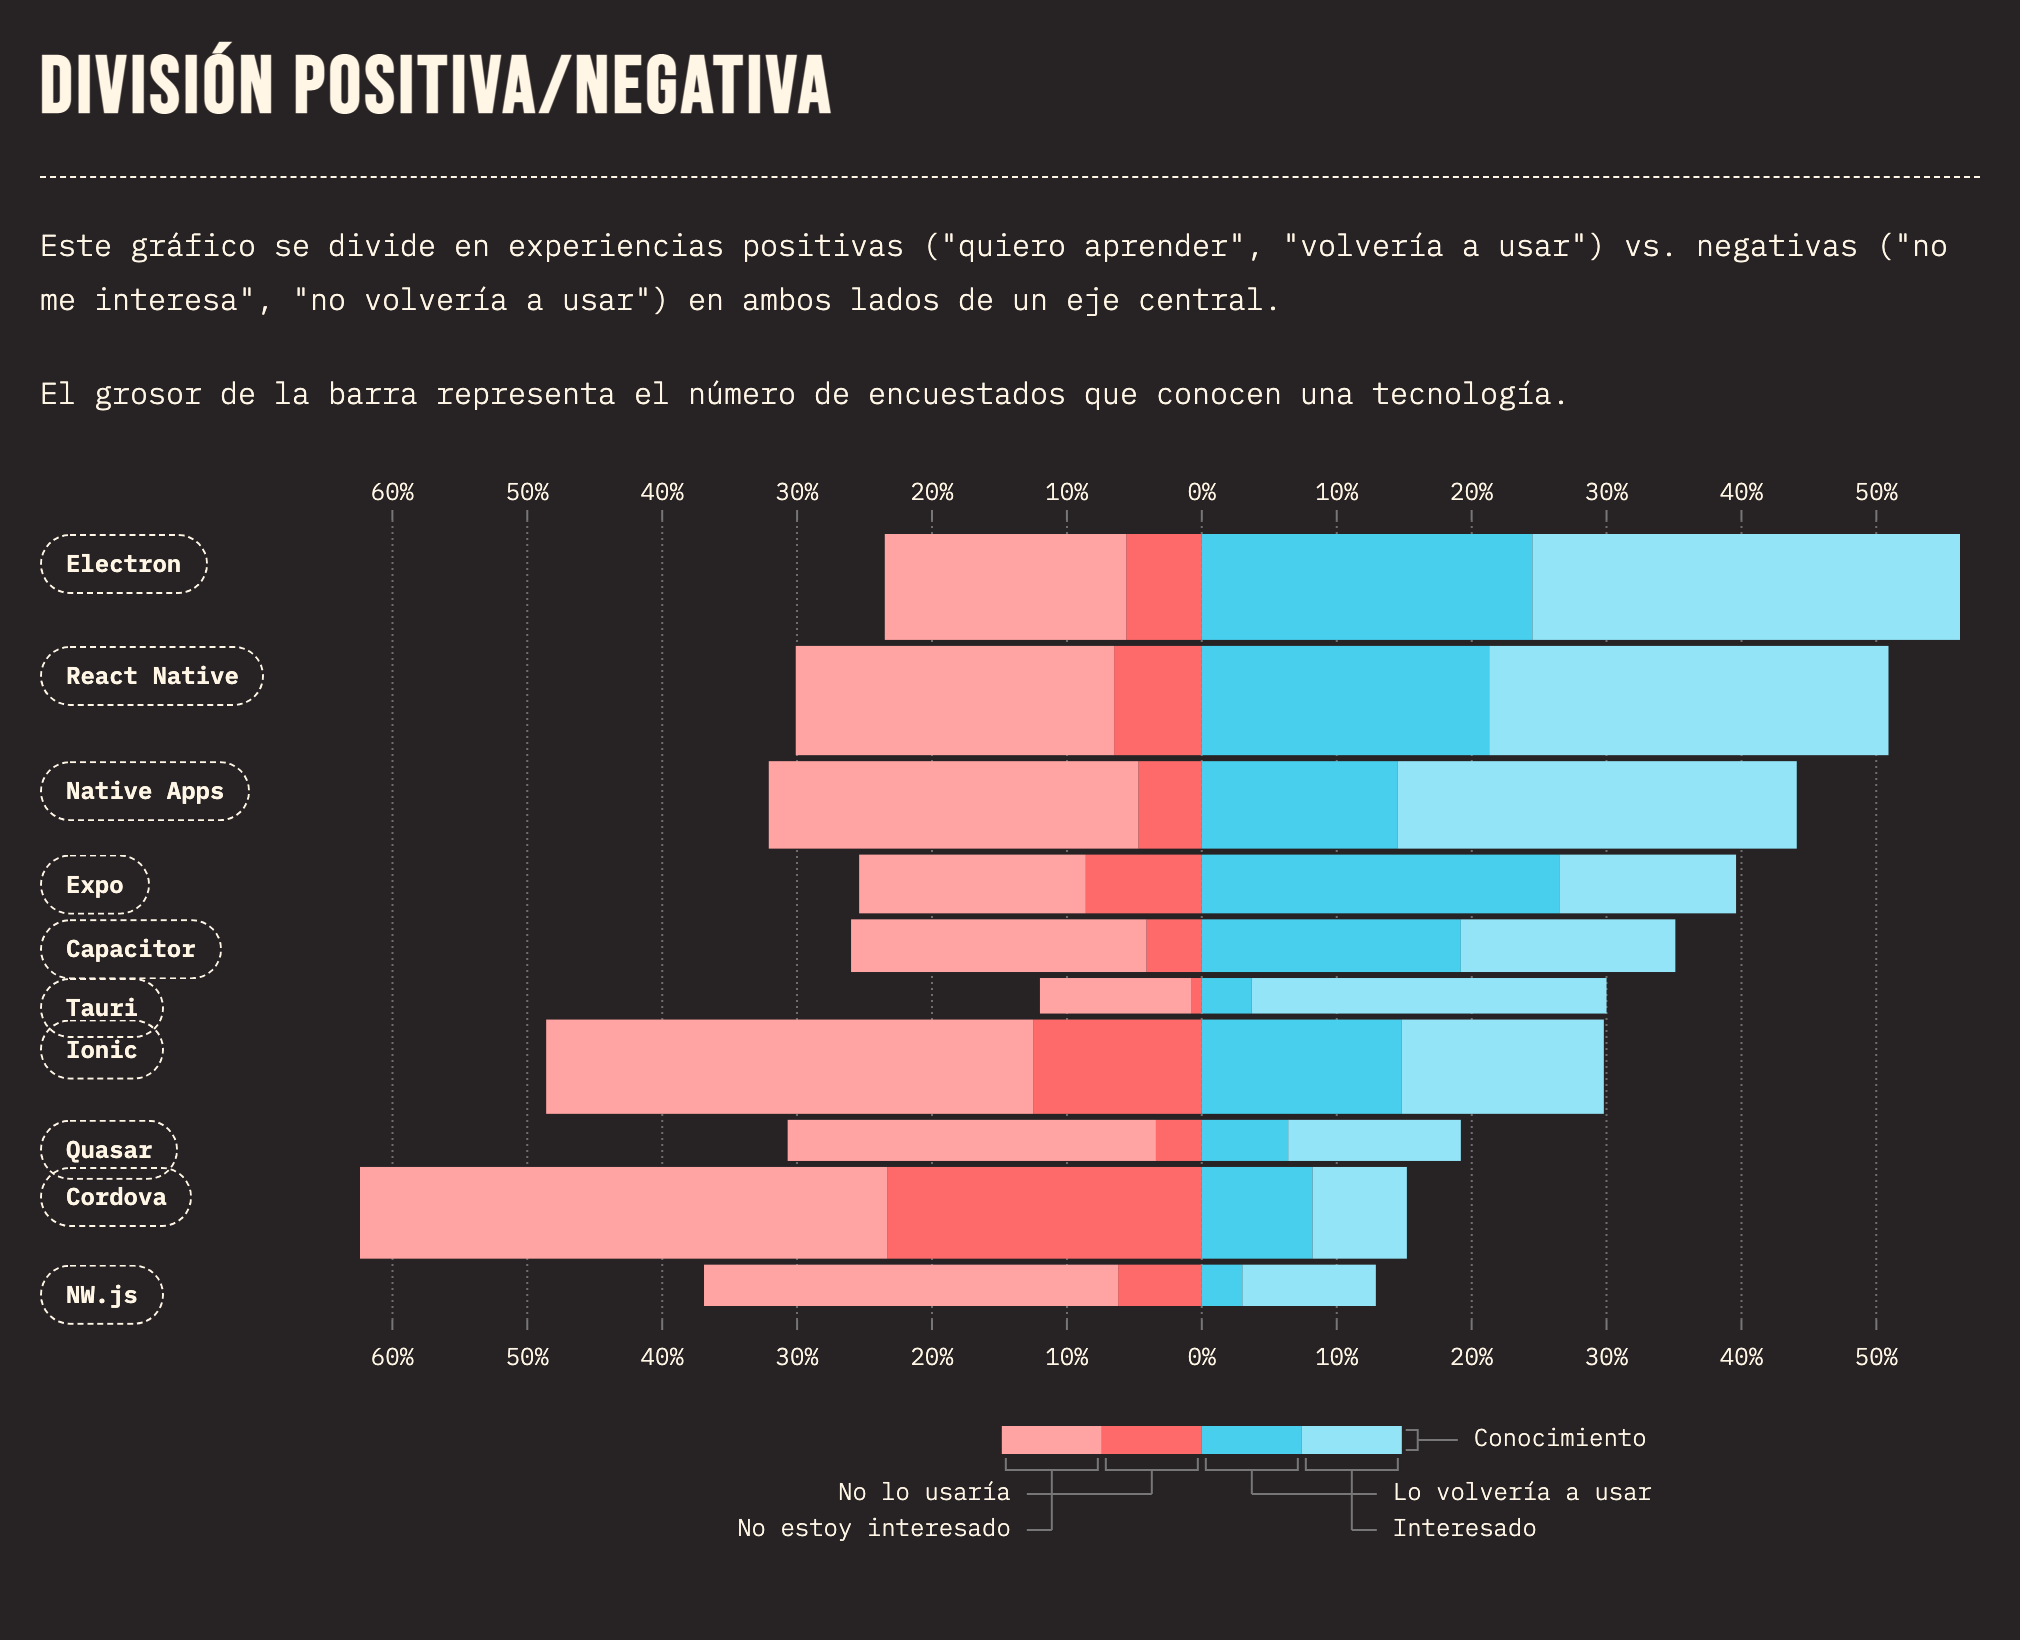 DIVISIÓN POSITIVA/NEGATIVA
Este gráfico se divide en experiencias positivas ("quiero aprender", "volvería a usar") vs. negativas ("no
me interesa", "no volvería a usar") en ambos lados de un eje central.
El grosor de la barra representa el número de encuestados que conocen una tecnología.
60% 50% 40% 30% 20% 10% 0% 10% 20% 30% 40% 50%
Electron
React Native
Native Apps
Expo
Capacitor
Tauri
Ionic
Quasar
Cordova
NW.js
60% 50% 40% 30% 20% 10% 0% 10% 20% 30% 40% 50%
Conocimiento
No lo usaría Lo volvería a usar
No estoy interesado Interesado